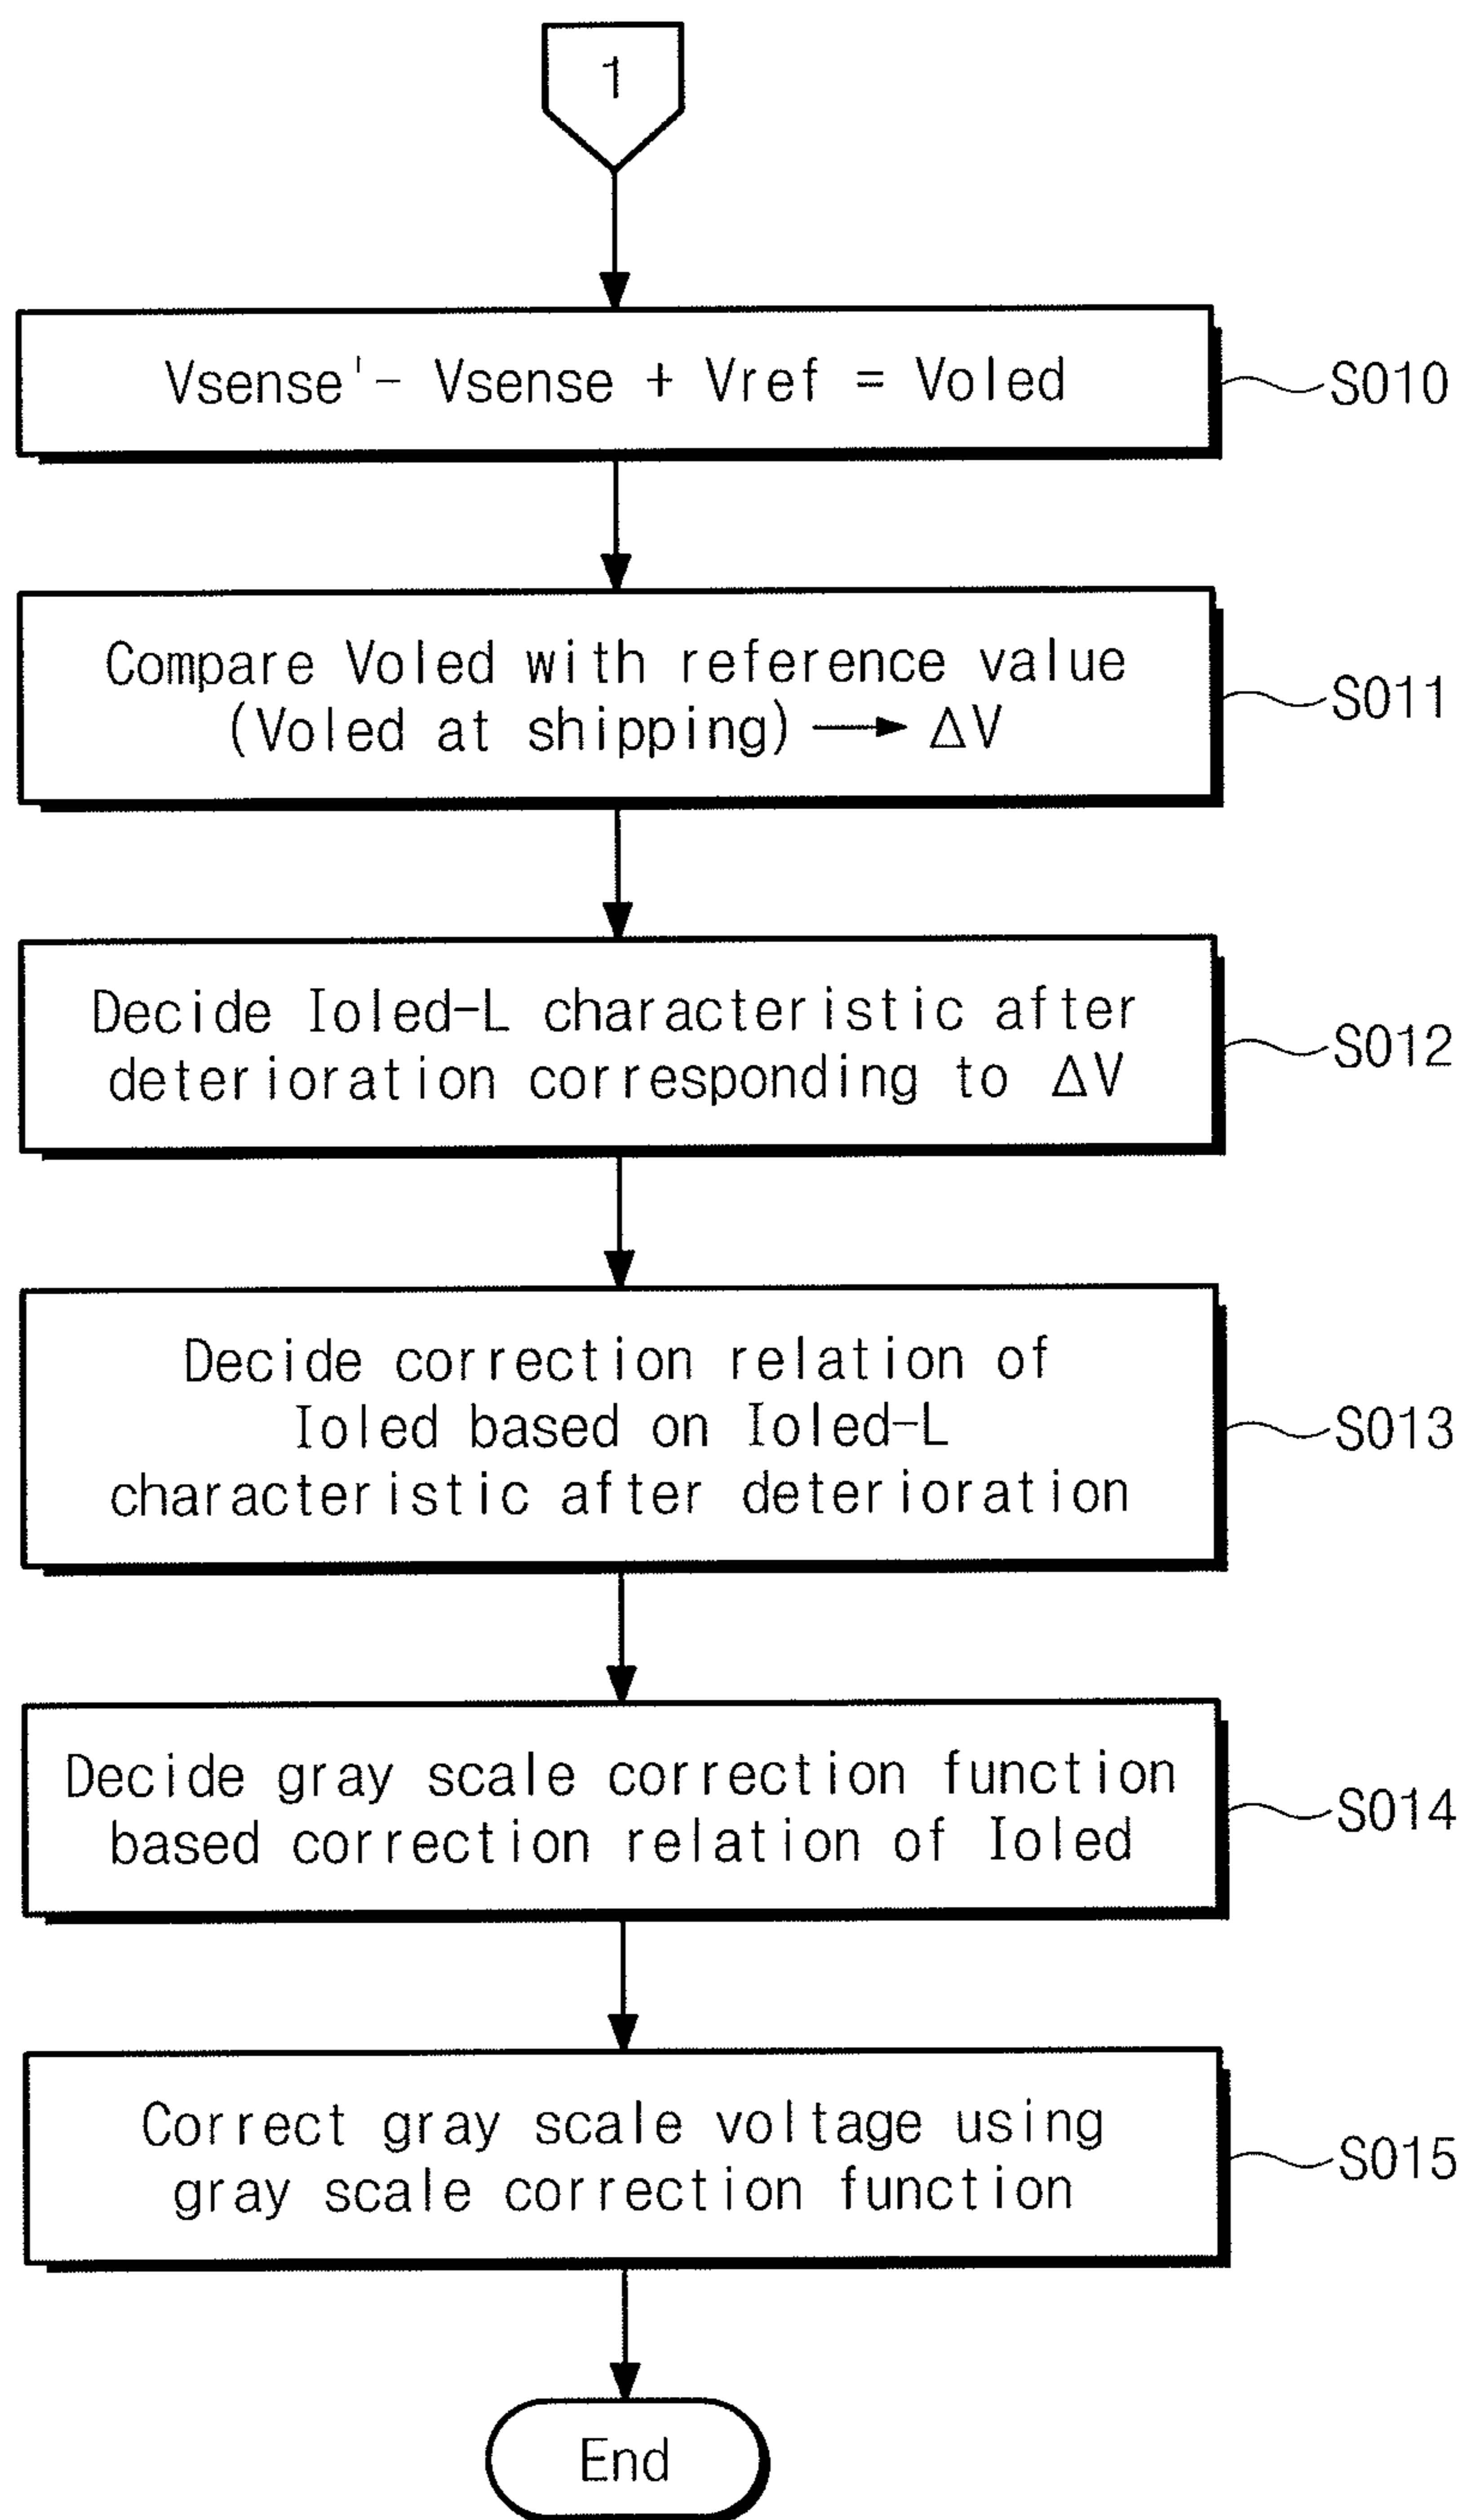 1
Vsense'- Vsense + Vref = Voled
S010
Compare Voled with reference value
(Voled at shipping) → ΔV
S011
Decide Ioled-L characteristic after
deterioration corresponding to ΔV
S012
Decide correction relation of
Ioled based on Ioled-L
characteristic after deterioration
S013
Decide gray scale correction function
based correction relation of Ioled
S014
Correct gray scale voltage using
gray scale correction function
S015
End